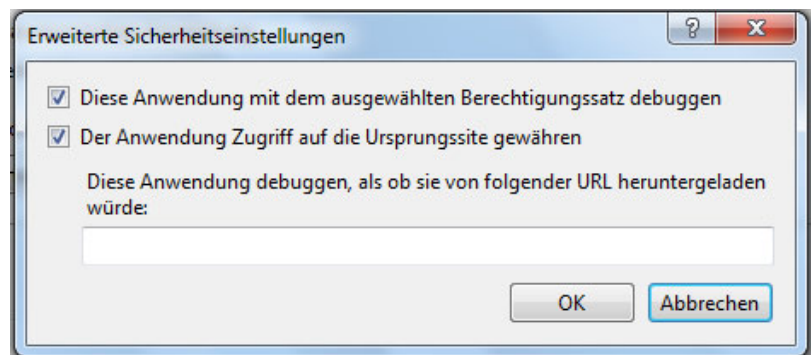 Erweiterte Sicherheitseinstellungen
Diese Anwendung mit dem ausgewählten Berechtigungssatz debuggen
Der Anwendung Zugriff auf die Ursprungssite gewähren
Diese Anwendung debuggen, als ob sie von folgender URL heruntergeladen
würde:
OK Abbrechen